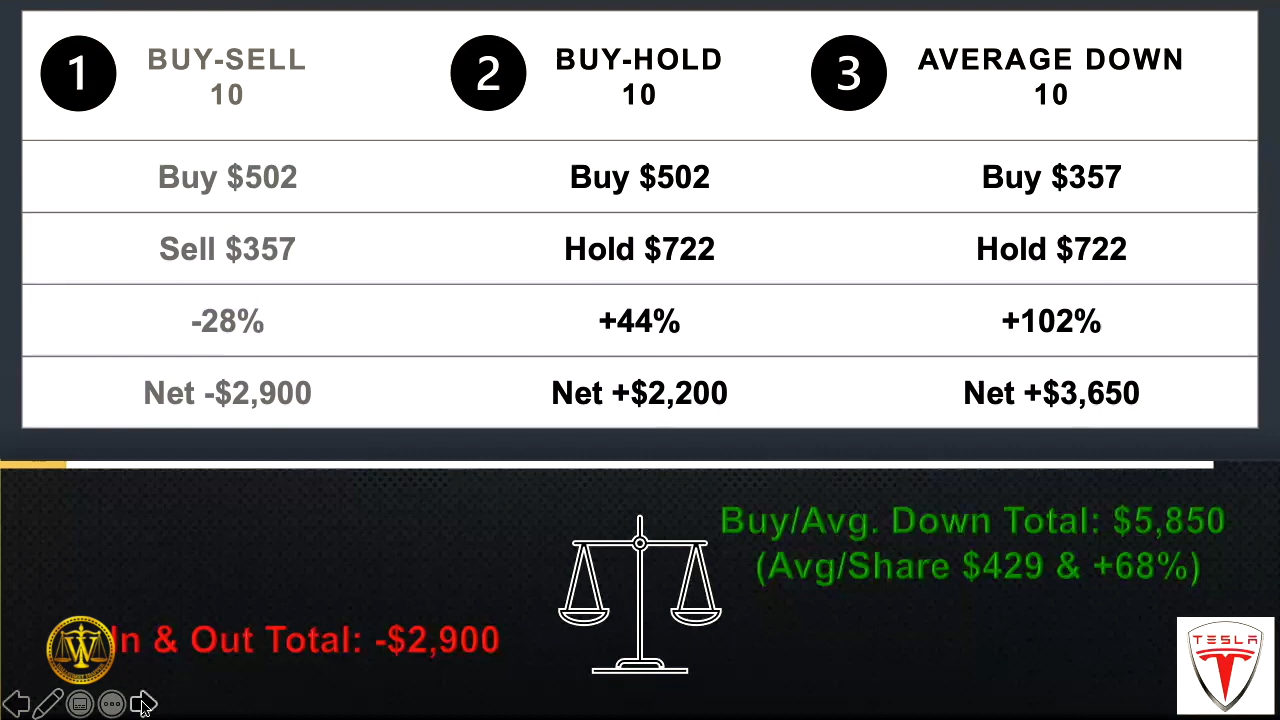 1
BUY-SELL
10
2
BUY-HOLD
10
3
AVERAGE DOWN
10
Buy $502
Buy $502
Buy $357
Sell $357
Hold $722
Hold $722
-28%
+44%
+102%
Net -$2,900
Net +$2,200
Net +$3,650
Buy/Avg. Down Total: $5,850
(Avg/Share $429 & +68%)
In & Out Total: -$2,900
W
TESLA